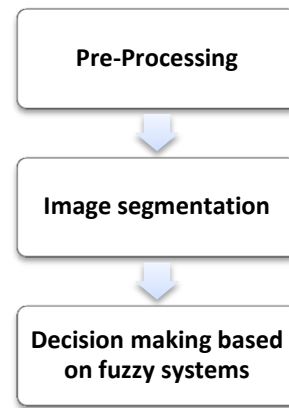 Pre-Processing
Image segmentation
Decision making based
on fuzzy systems